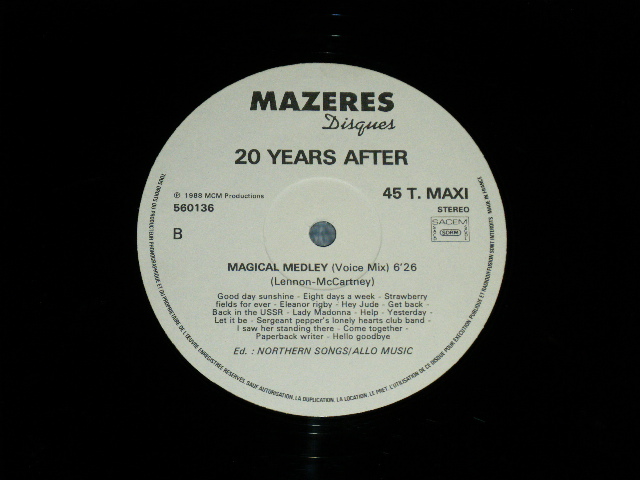 MAZERES
Disques
20 YEARS AFTER
℗ 1988 MCM Productions
45 T. MAXI
560136
STEREO
SACEM
SDRM
B
MAGICAL MEDLEY (Voice Mix) 6'26
(Lennon-McCartney)
Good day sunshine - Eight days a week - Strawberry
fields for ever - Eleanor rigby - Hey Jude - Get back -
Back in the USSR - Lady Madonna - Help - Yesterday -
Let it be - Sergeant pepper's lonely hearts club band -
I saw her standing there - Come together -
Paperback writer - Hello goodbye
Ed. : NORTHERN SONGS/ALLO MUSIC
TOUS DROITS DU PRODUCTEUR PHONOGRAPHIQUE ET DU PROPRIETAIRE DE L'ŒUVRE ENREGISTREE RESERVES. SAUF AUTORISATION, LA DUPLICATION, LA LOCATION, LE PRET, L'UTILISATION DE CE DISQUE POUR EXECUTION PUBLIQUE ET RADIODIFFUSION SONT INTERDITS. MADE IN FRANCE.